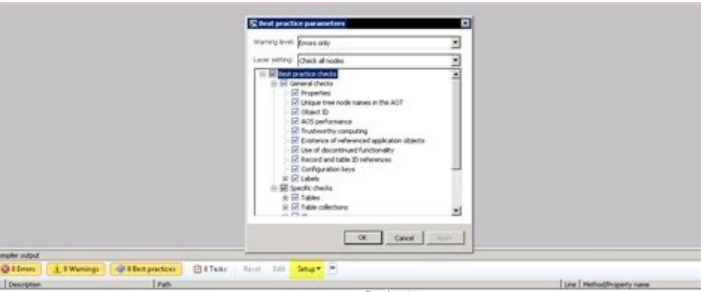 Best practice parameters
Warning level: Errors only
Layer setting: Check all nodes
Best practice checks
General checks
Properties
Unique tree node names in the AOT
Object ID
AOS performance
Trustworthy computing
Existence of referenced application objects
Use of discontinued functionality
Record and table ID references
Configuration keys
Labels
Specific checks
Tables
Table collections
OK Cancel Apply
mpiler output
0 Errors 0 Warnings 0 Best practices 0 Tasks Reset Edit Setup
Description Path Line Method/Property name